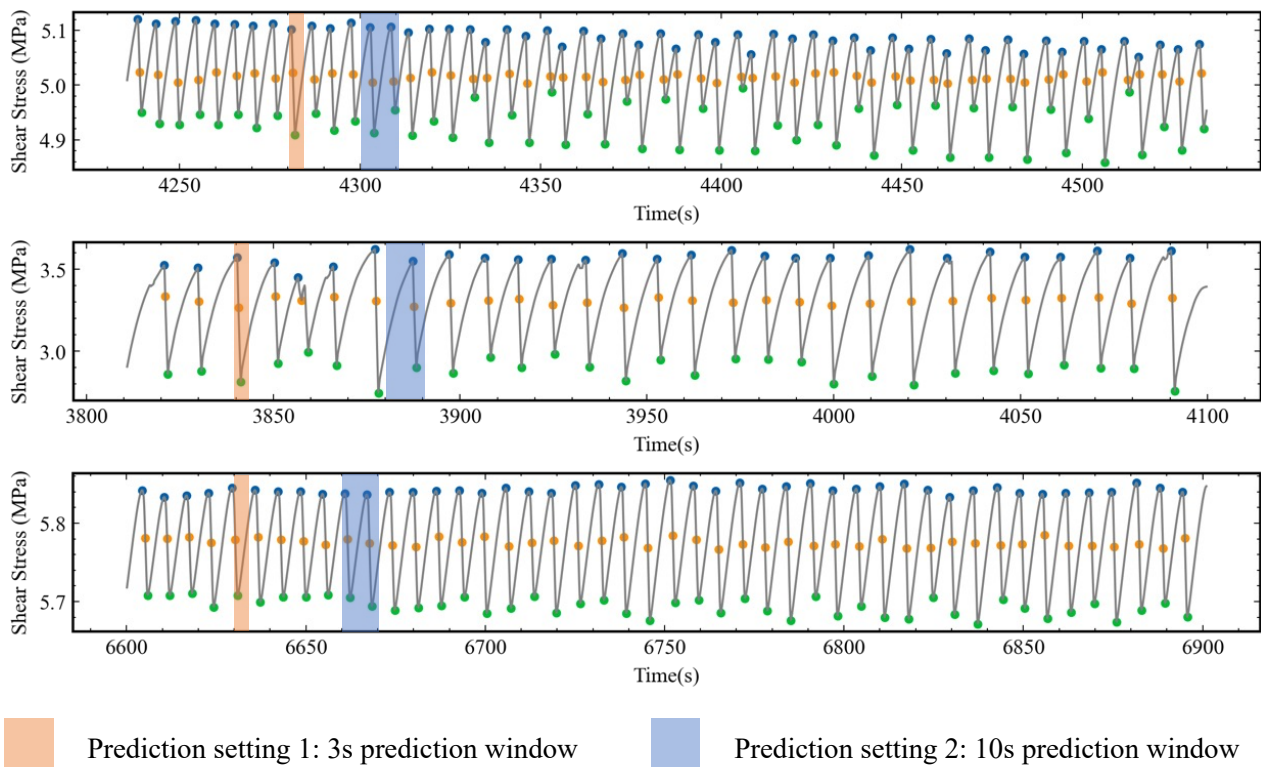 Shear Stress (MPa)
5.1
5.0
4.9
4250 4300 4350 4400 4450 4500
Time(s)
Shear Stress (MPa)
3.5
3.0
3800 3850 3900 3950 4000 4050 4100
Time(s)
Shear Stress (MPa)
5.8
5.7
6600 6650 6700 6750 6800 6850 6900
Time(s)
Prediction setting 1: 3s prediction window
Prediction setting 2: 10s prediction window